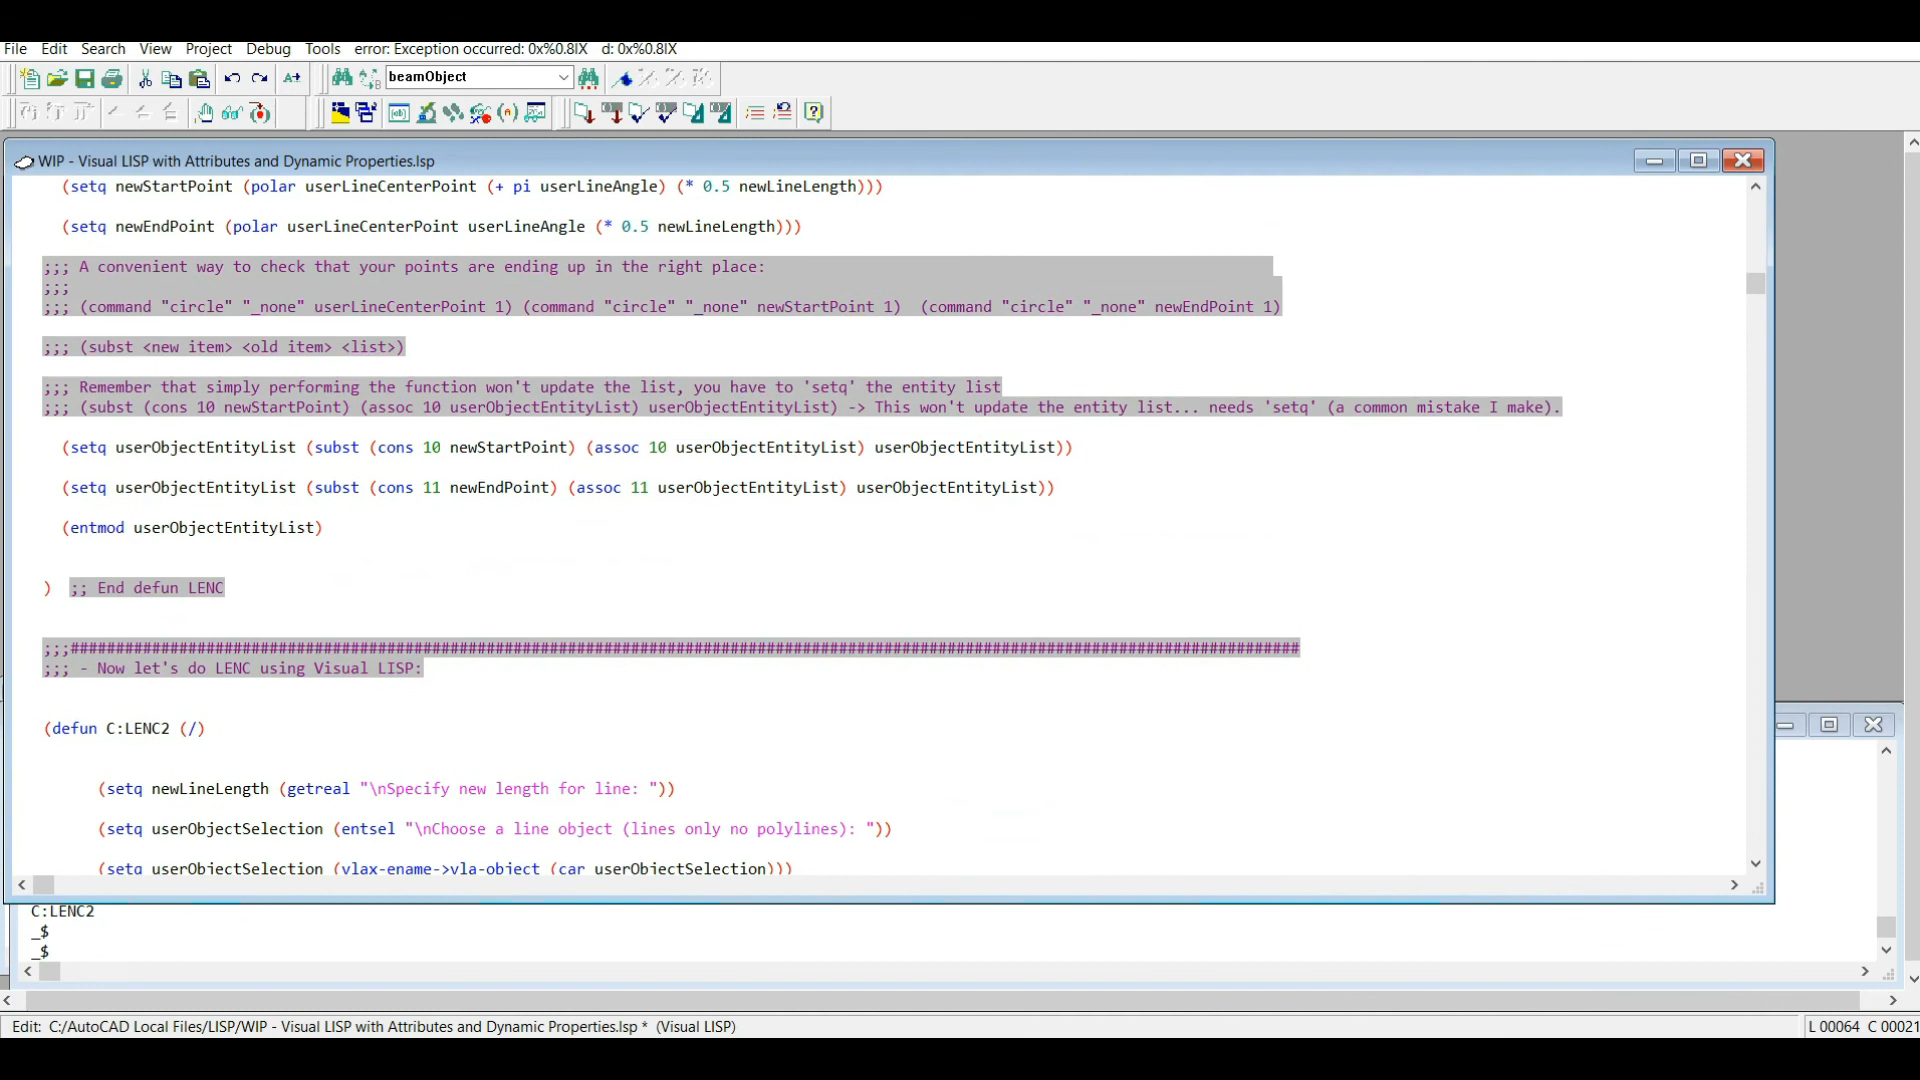 File Edit Search View Project Debug Tools error: Exception occurred: 0x%0.8IX d: 0x%0.8IX
beamObject
WIP - Visual LISP with Attributes and Dynamic Properties.lsp
(setq newStartPoint (polar userLineCenterPoint (+ pi userLineAngle) (* 0.5 newLineLength)))
(setq newEndPoint (polar userLineCenterPoint userLineAngle (* 0.5 newLineLength)))
;;; A convenient way to check that your points are ending up in the right place:
;;;
;;; (command "circle" "_none" userLineCenterPoint 1) (command "circle" "_none" newStartPoint 1)  (command "circle" "_none" newEndPoint 1)
;;; (subst <new item> <old item> <list>)
;;; Remember that simply performing the function won't update the list, you have to 'setq' the entity list
;;; (subst (cons 10 newStartPoint) (assoc 10 userObjectEntityList) userObjectEntityList) -> This won't update the entity list... needs 'setq' (a common mistake I make).
(setq userObjectEntityList (subst (cons 10 newStartPoint) (assoc 10 userObjectEntityList) userObjectEntityList))
(setq userObjectEntityList (subst (cons 11 newEndPoint) (assoc 11 userObjectEntityList) userObjectEntityList))
(entmod userObjectEntityList)
) ;; End defun LENC
;;;########################################################################################################################################
;;; - Now let's do LENC using Visual LISP:
(defun C:LENC2 (/)
(setq newLineLength (getreal "\nSpecify new length for line: "))
(setq userObjectSelection (entsel "\nChoose a line object (lines only no polylines): "))
(setq userObjectSelection (vlax-ename->vla-object (car userObjectSelection)))
C:LENC2
_$
_$
Edit: C:/AutoCAD Local Files/LISP/WIP - Visual LISP with Attributes and Dynamic Properties.lsp * (Visual LISP)
L 00064 C 00021